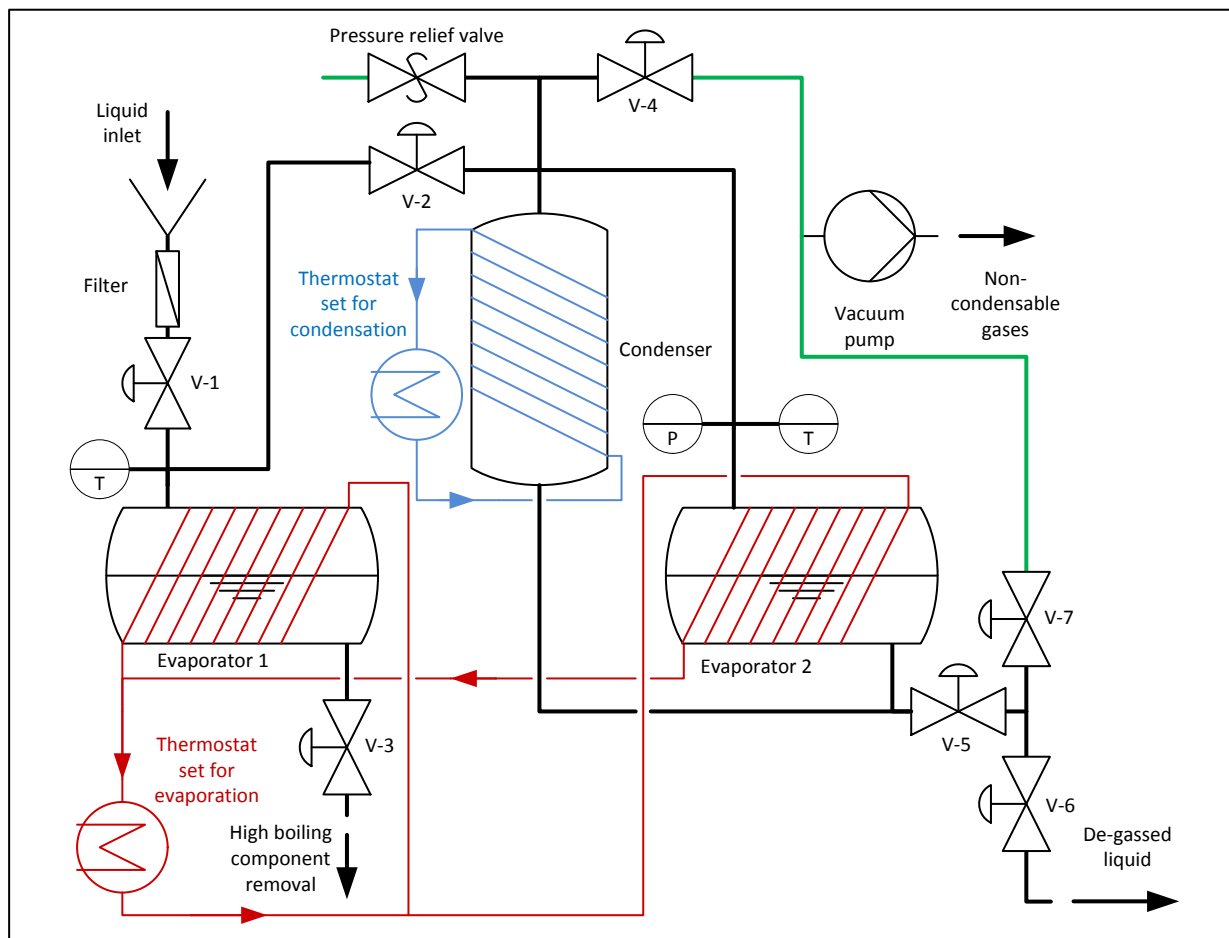 Pressure relief valve
V-4
Liquid
inlet
V-2
Filter
Thermostat
set for
condensation
Condenser
Vacuum
pump
Non-
condensable
gases
V-1
P
T
T
Evaporator 1
Evaporator 2
V-7
V-5
V-3
V-6
Thermostat
set for
evaporation
High boiling
component
removal
De-gassed
liquid